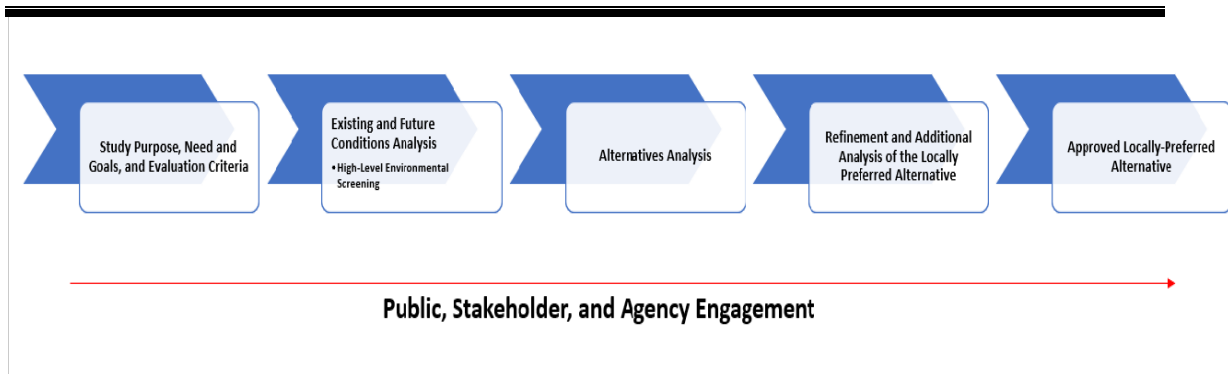 Study Purpose, Need and
Goals, and Evaluation Criteria
Existing and Future
Conditions Analysis
• High-Level Environmental
Screening
Alternatives Analysis
Refinement and Additional
Analysis of the Locally
Preferred Alternative
Approved Locally-Preferred
Alternative
Public, Stakeholder, and Agency Engagement